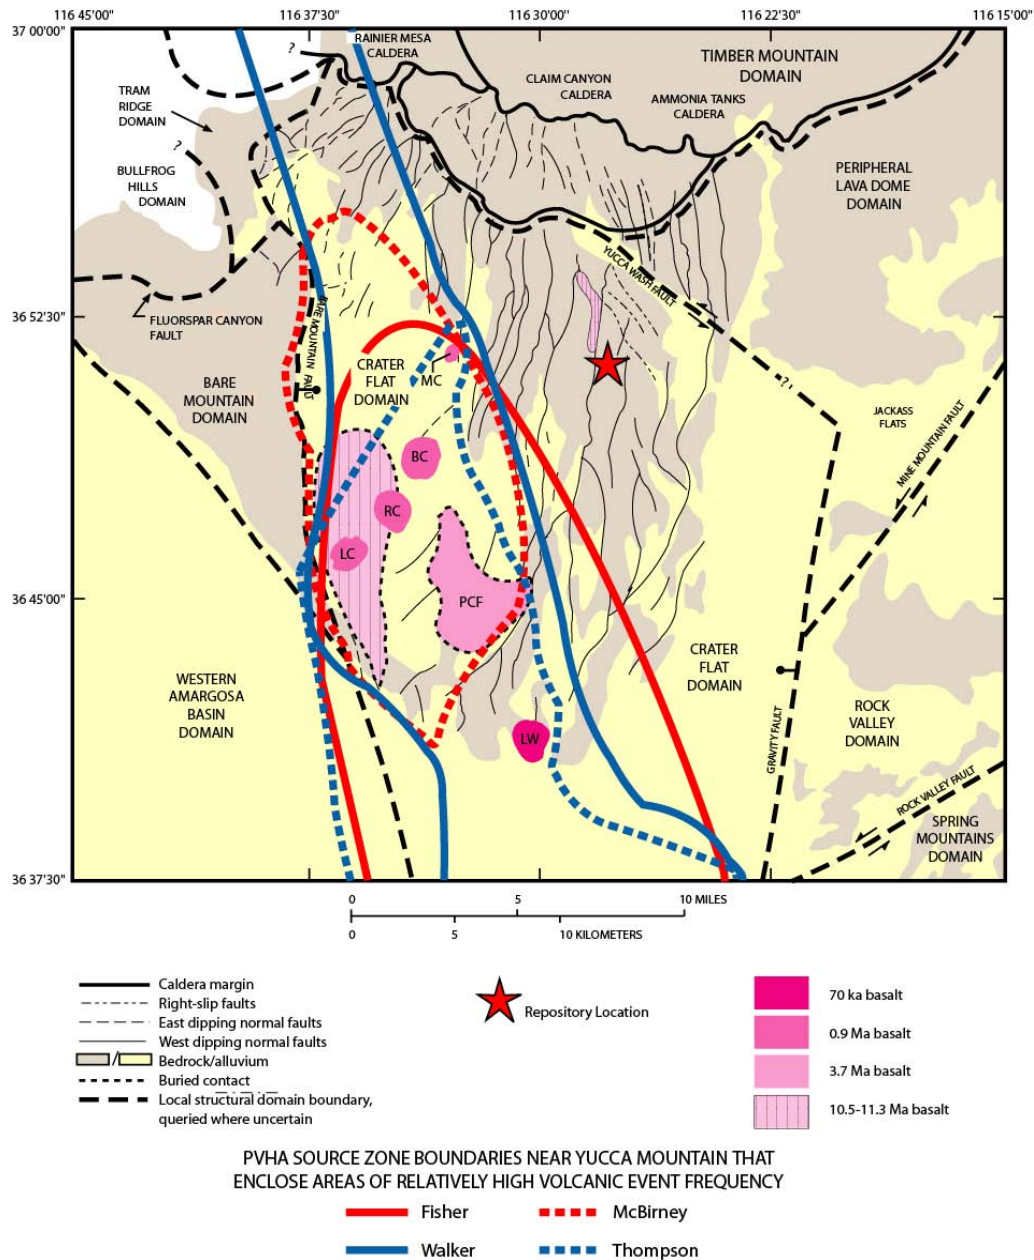 116 45'00" 116 37'30" 116 30'00" 116 22'30" 116 15'00"
37 00'00"
36 52'30"
36 45'00"
36 37'30"
?
RAINIER MESA
CALDERA
TIMBER MOUNTAIN
DOMAIN
CLAIM CANYON
CALDERA
AMMONIA TANKS
CALDERA
TRAM
RIDGE
DOMAIN
?
BULLFROG
HILLS
DOMAIN
PERIPHERAL
LAVA DOME
DOMAIN
YUCCA WASH FAULT
FLUORSPAR CANYON
FAULT
BARE MOUNTAIN FAULT
BARE
MOUNTAIN
DOMAIN
CRATER
FLAT
DOMAIN
MC
?
JACKASS
FLATS
MINE MOUNTAIN FAULT
BC
RC
LC
PCF
WESTERN
AMARGOSA
BASIN
DOMAIN
CRATER
FLAT
DOMAIN
LW
GRAVITY FAULT
ROCK
VALLEY
DOMAIN
ROCK VALLEY FAULT
SPRING
MOUNTAINS
DOMAIN
0 5 10 MILES
0 5 10 KILOMETERS
Caldera margin
Right-slip faults
East dipping normal faults
West dipping normal faults
/ Bedrock/alluvium
Buried contact
Local structural domain boundary,
queried where uncertain
Repository Location
70 ka basalt
0.9 Ma basalt
3.7 Ma basalt
10.5-11.3 Ma basalt
PVHA SOURCE ZONE BOUNDARIES NEAR YUCCA MOUNTAIN THAT
ENCLOSE AREAS OF RELATIVELY HIGH VOLCANIC EVENT FREQUENCY
Fisher McBirney
Walker Thompson